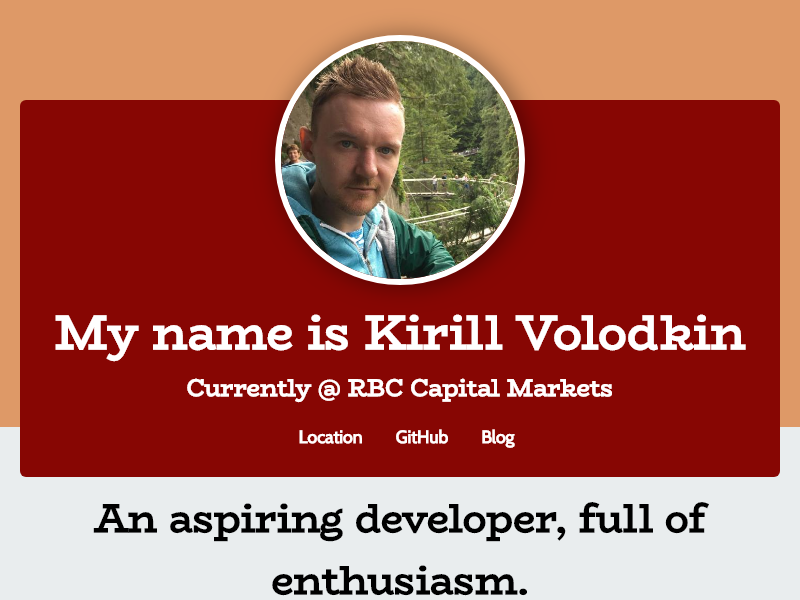 My name is Kirill Volodkin
Currently @ RBC Capital Markets
Location GitHub Blog
An aspiring developer, full of
enthusiasm.